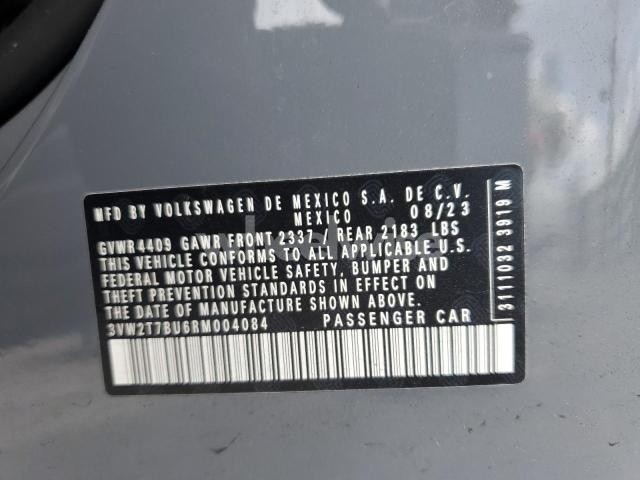 MFD BY VOLKSWAGEN DE MEXICO S.A. DE C.V.
MEXICO 08/23
GVWR4409 GAWR FRONT 2337 / REAR 2183 LBS
THIS VEHICLE CONFORMS TO ALL APPLICABLE U.S.
FEDERAL MOTOR VEHICLE SAFETY, BUMPER AND
THEFT PREVENTION STANDARDS IN EFFECT ON
THE DATE OF MANUFACTURE SHOWN ABOVE.
3VW2T7BU6RM004084 PASSENGER CAR
3111032 3919 M